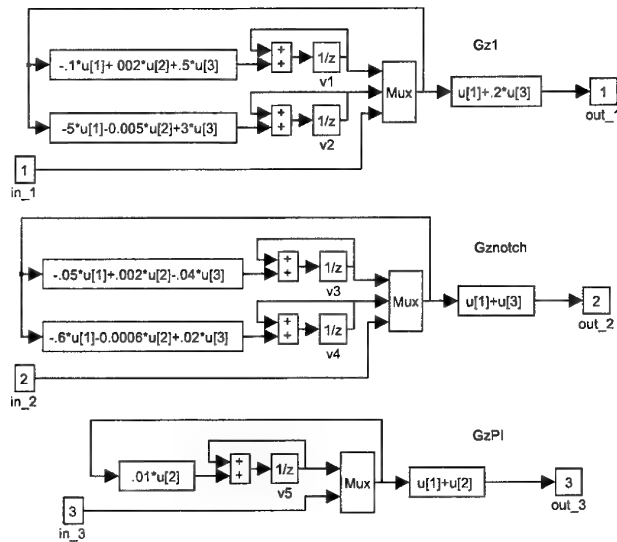 Gz1
-.1*u[1]+ 002*u[2]+.5*u[3]
+
+
1/z
v1
Mux
u[1]+.2*u[3]
1
out_1
-5*u[1]-0.005*u[2]+3*u[3]
+
+
1/z
v2
1
in_1
Gznotch
-.05*u[1]+.002*u[2]-.04*u[3]
+
+
1/z
v3
Mux
u[1]+u[3]
2
out_2
-.6*u[1]-0.0006*u[2]+.02*u[3]
+
+
1/z
v4
2
in_2
GzPI
.01*u[2]
+
+
1/z
v5
Mux
u[1]+u[2]
3
out_3
3
in_3